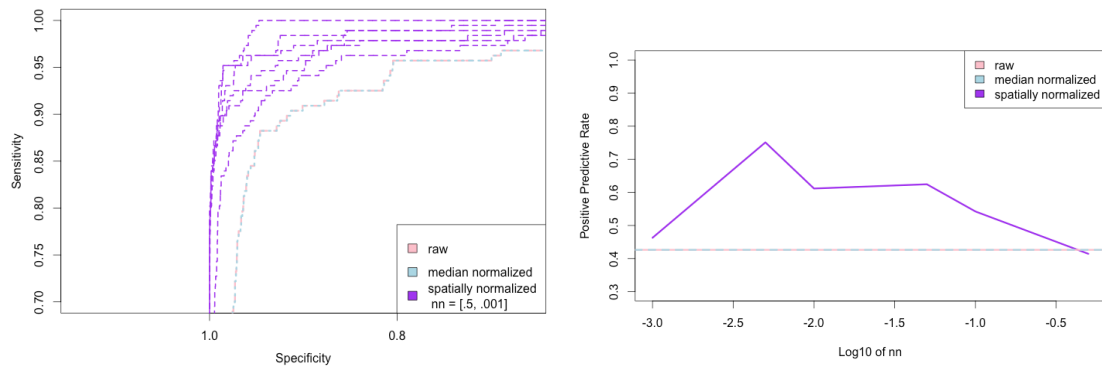 1.00
0.95
0.90
0.85
0.80
0.75
0.70
Sensitivity
raw
median normalized
spatially normalized
nn = [.5, .001]
1.0
0.8
Specificity
1.0
0.9
0.8
0.7
0.6
0.5
0.4
0.3
Positive Predictive Rate
raw
median normalized
spatially normalized
-3.0
-2.5
-2.0
-1.5
-1.0
-0.5
Log10 of nn